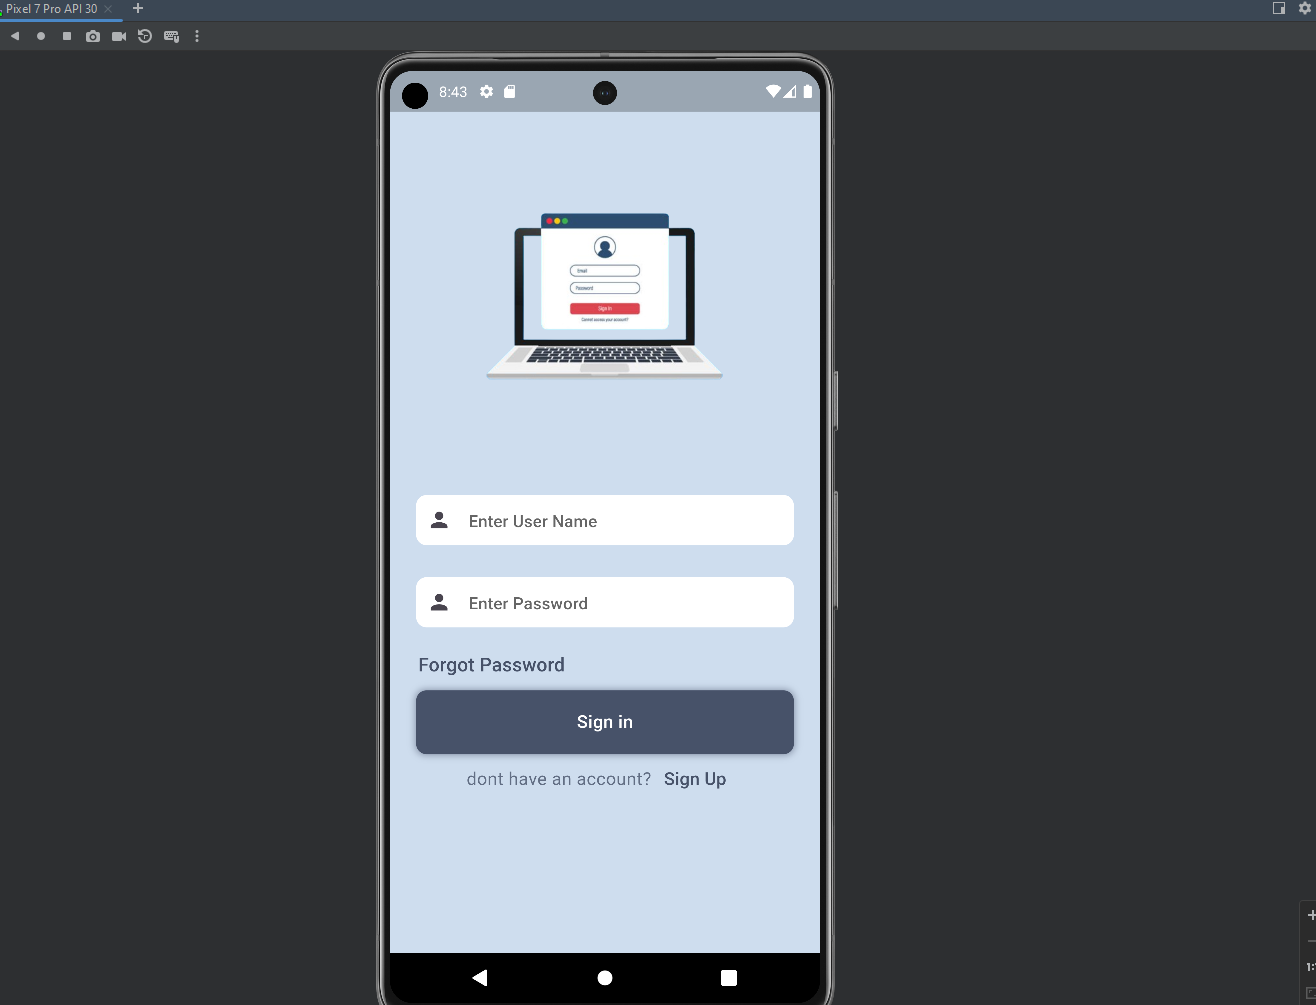 Pixel 7 Pro API 30
8:43
Email
Password
Sign in
Cannot access your account?
Enter User Name
Enter Password
Forgot Password
Sign in
dont have an account? Sign Up